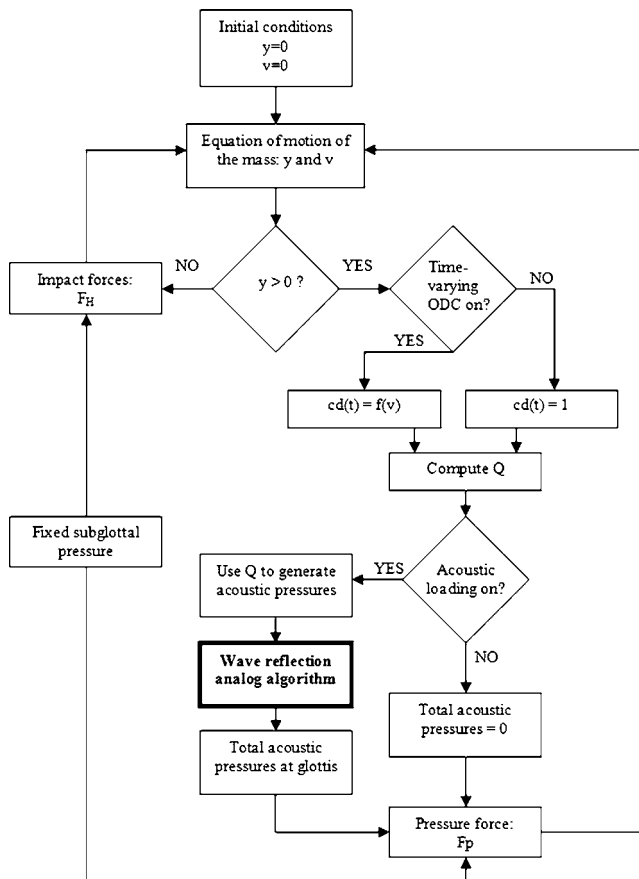 Initial conditions
y=0
v=0
Equation of motion of
the mass: y and v
NO
y > 0 ?
YES
Time-
varying
ODC on?
NO
Impact forces:
F_H
YES
cd(t) = f(v)
cd(t) = 1
Compute Q
Fixed subglottal
pressure
Use Q to generate
acoustic pressures
YES
Acoustic
loading on?
Wave reflection
analog algorithm
NO
Total acoustic
pressures = 0
Total acoustic
pressures at glottis
Pressure force:
Fp